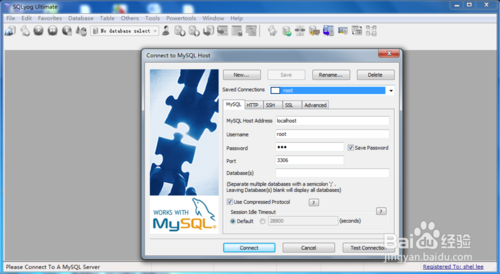 SQLyog Ultimate
File Edit Favorites Database Table Others Tools Powertools Window Help
No database select
Connect to MySQL Host
New... Save Rename... Delete
Saved Connections root
MySQL HTTP SSH SSL Advanced
MySQL Host Address localhost
Username root
Password ●●● Save Password
Port 3306
Database(s)
(Separate multiple databases with a semicolon ';' .
Leaving Database(s) blank will display all databases)
Use Compressed Protocol ?
Session Idle Timeout
Default 28800 (seconds) ?
WORKS WITH
MySQL®
Connect Cancel Test Connection
Baidu 经验
jingyan.baidu.com
Please Connect To A MySQL Server
Registered To: shel lee